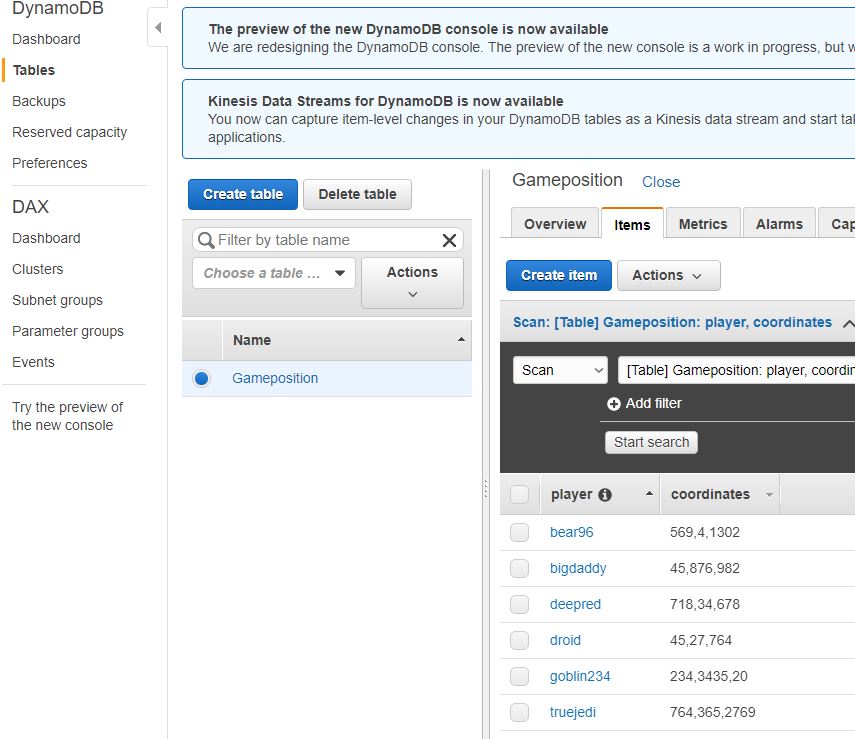 DynamoDB
Dashboard
Tables
Backups
Reserved capacity
Preferences
DAX
Dashboard
Clusters
Subnet groups
Parameter groups
Events
Try the preview of
the new console
The preview of the new DynamoDB console is now available
We are redesigning the DynamoDB console. The preview of the new console is a work in progress, but
Kinesis Data Streams for DynamoDB is now available
You now can capture item-level changes in your DynamoDB tables as a Kinesis data stream and start
applications.
Create table
Delete table
Filter by table name
Choose a table ...
Actions
Name
Gameposition
Gameposition Close
Overview
Items
Metrics
Alarms
Create item
Actions
Scan: [Table] Gameposition: player, coordinates
Scan
[Table] Gameposition: player,
Add filter
Start search
player coordinates
bear96 569,4,1302
bigdaddy 45,876,982
deepred 718,34,678
droid 45,27,764
goblin234 234,3435,20
truejedi 764,365,2769